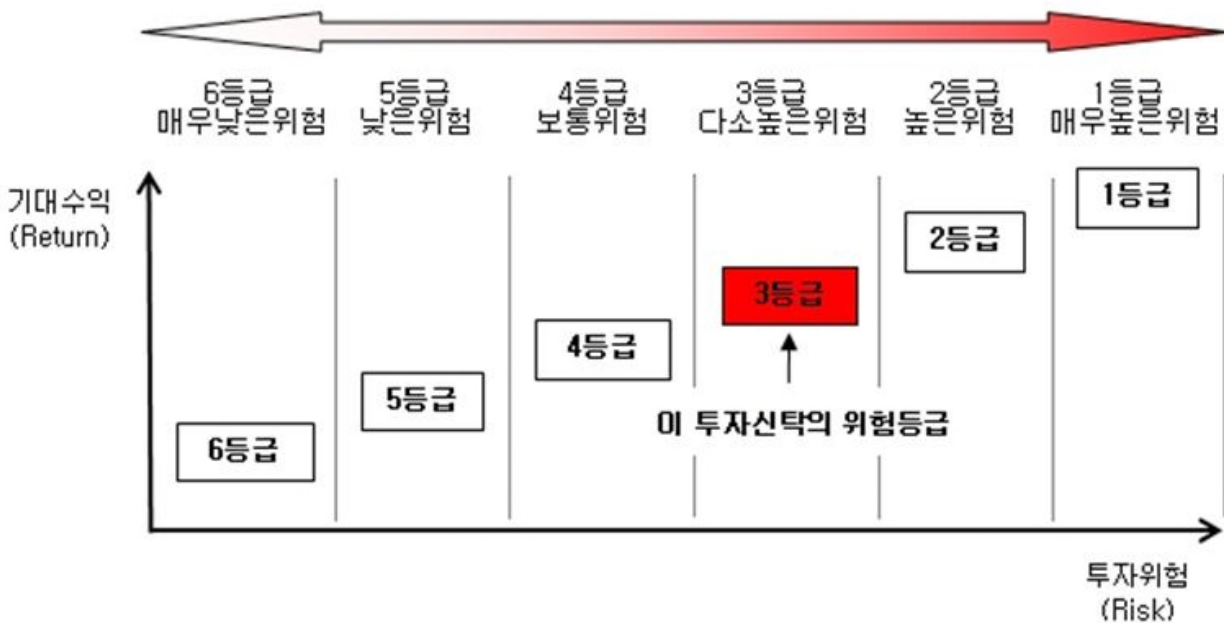 6등급 5등급 4등급 3등급 2등급 1등급
매우낮은위험 낮은위험 보통위험 다소높은위험 높은위험 매우높은위험
기대수익
(Return)
1등급
2등급
3등급
4등급
5등급
이 투자신탁의 위험등급
6등급
투자위험
(Risk)